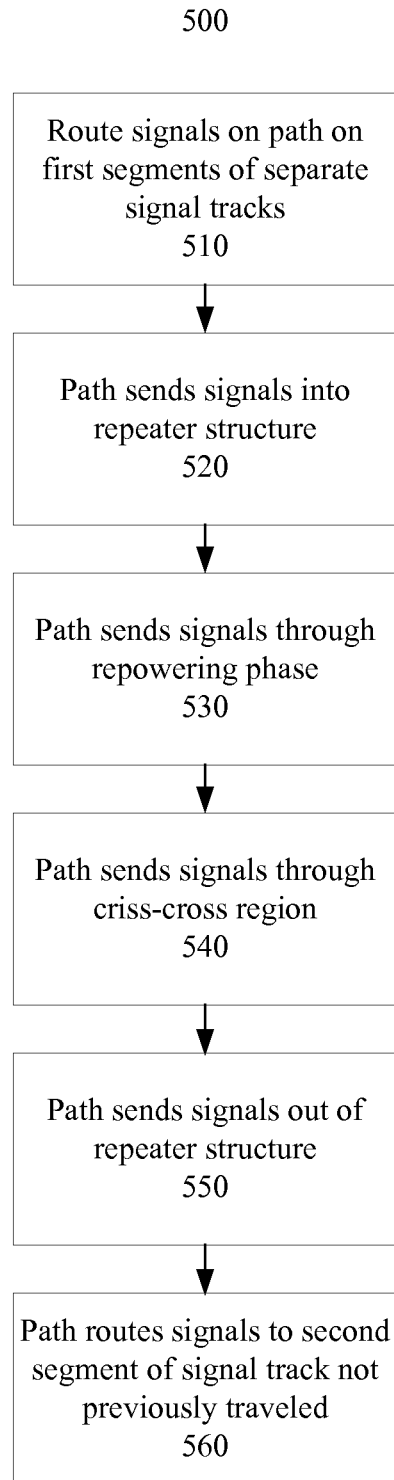 500
Route signals on path on
first segments of separate
signal tracks
510
Path sends signals into
repeater structure
520
Path sends signals through
repowering phase
530
Path sends signals through
criss-cross region
540
Path sends signals out of
repeater structure
550
Path routes signals to second
segment of signal track not
previously traveled
560